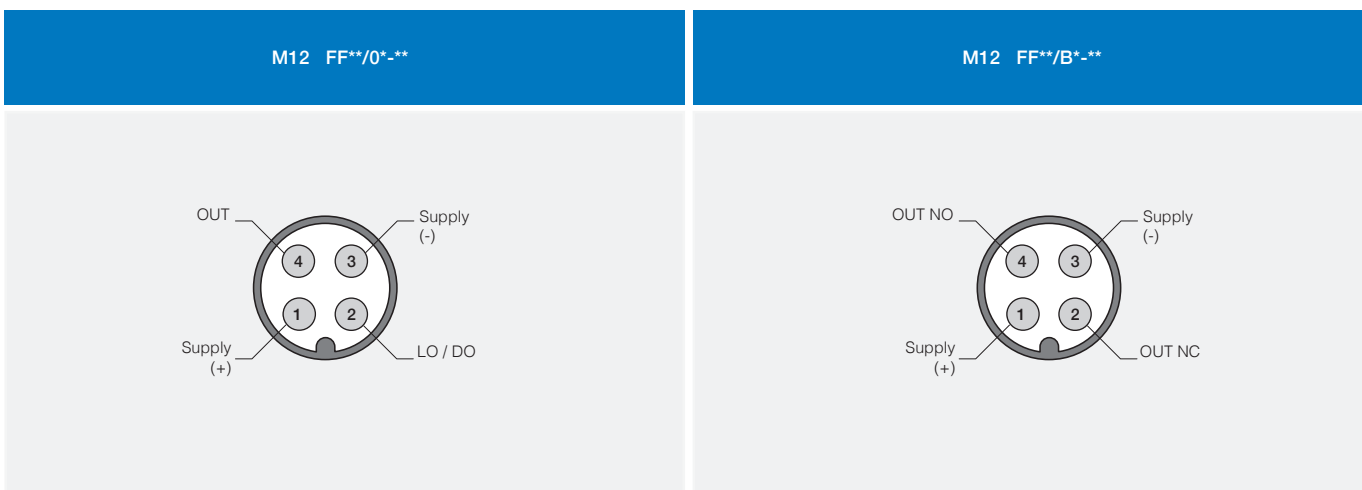 M12 FF**/0*-**
M12 FF**/B*-**
OUT
Supply
(-)
4
3
1
2
Supply
(+)
LO / DO
OUT NO
Supply
(-)
4
3
1
2
Supply
(+)
OUT NC